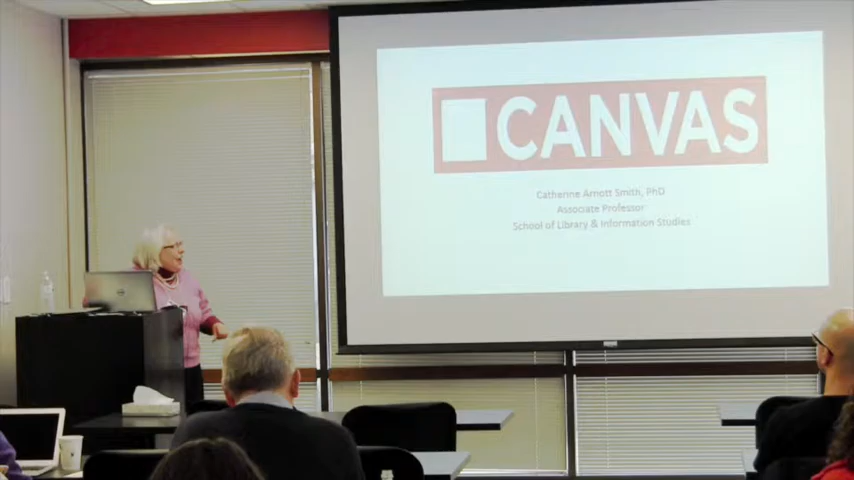 CANVAS
Catherine Arnott Smith, PhD
Associate Professor
School of Library & Information Studies